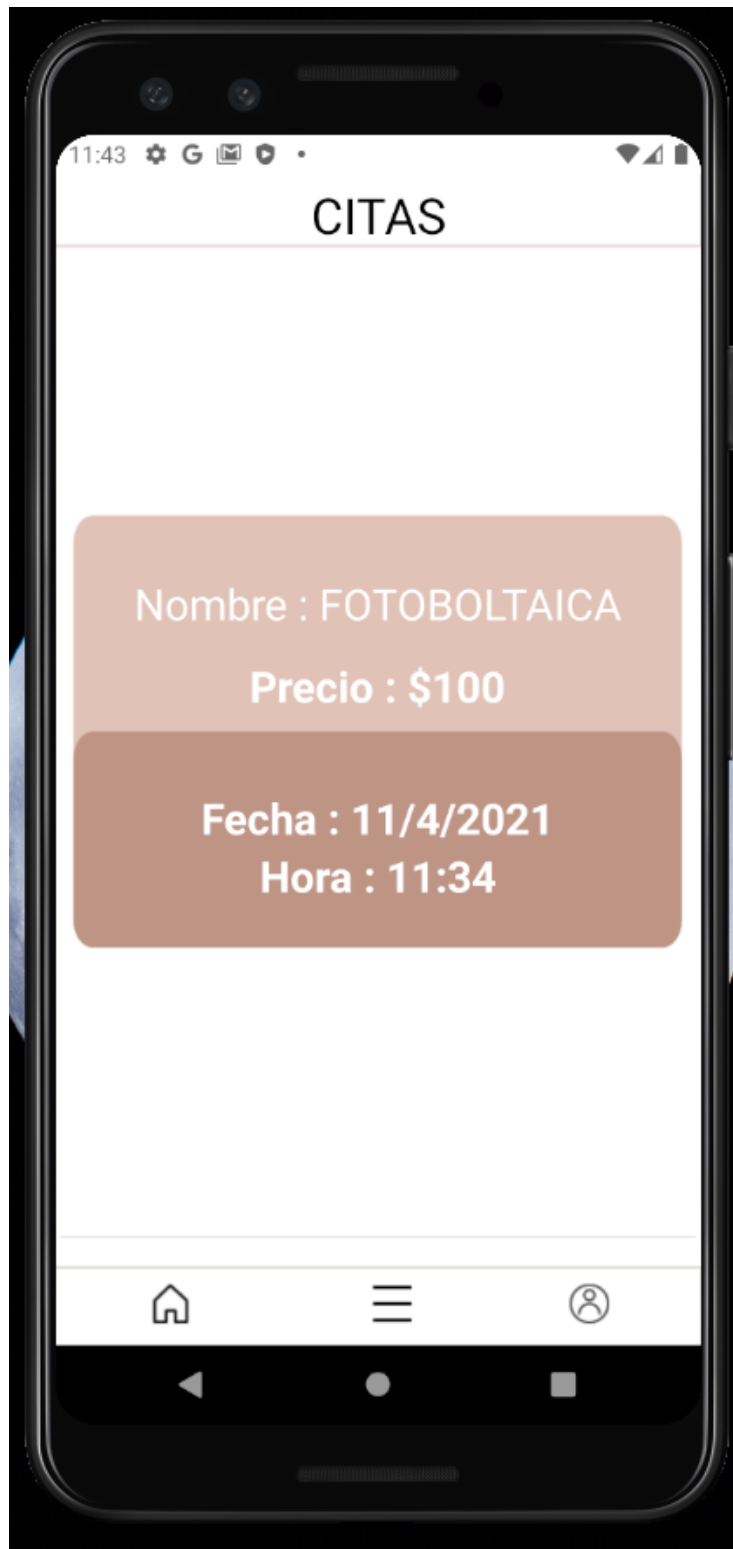 11:43
CITAS
Nombre : FOTOBOLTAICA
Precio : $100
Fecha : 11/4/2021
Hora : 11:34